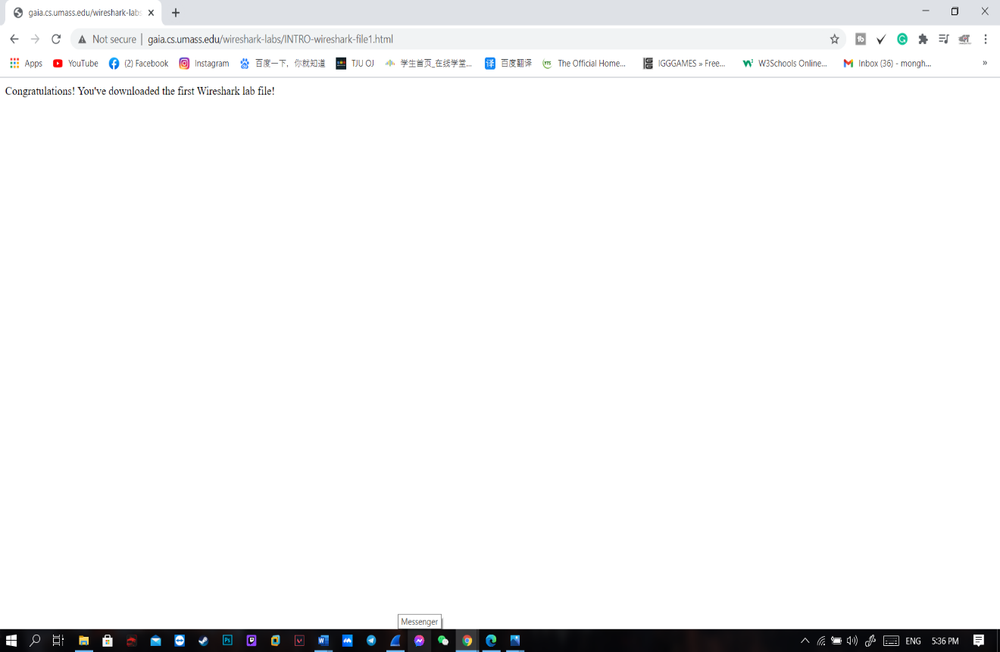 gaia.cs.umass.edu/wireshark-labs
Not secure | gaia.cs.umass.edu/wireshark-labs/INTRO-wireshark-file1.html
Apps YouTube (2) Facebook Instagram 百度一下，你就知道 TJU OJ 学生首页_在线学堂... 译 百度翻译 The Official Home... IGGGAMES » Free... W3Schools Online... Inbox (36) - mongh... »
Congratulations! You've downloaded the first Wireshark lab file!
Messenger
ENG 5:36 PM